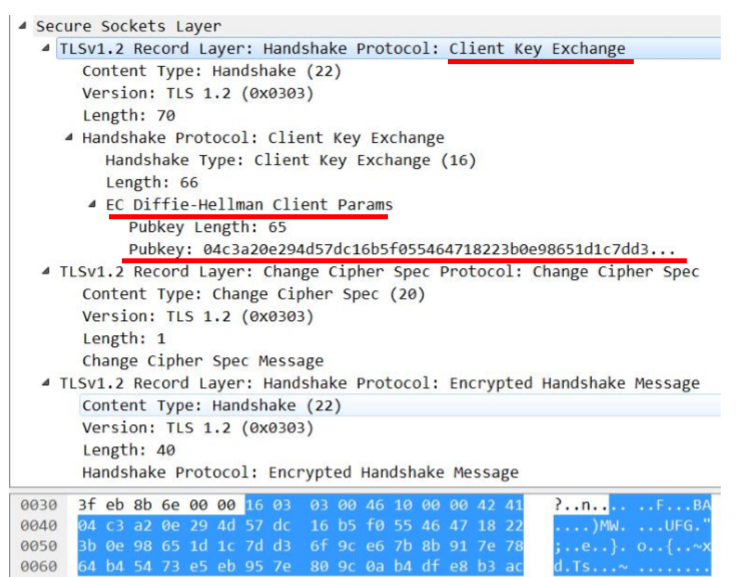 Secure Sockets Layer
TLSv1.2 Record Layer: Handshake Protocol: Client Key Exchange
Content Type: Handshake (22)
Version: TLS 1.2 (0x0303)
Length: 70
Handshake Protocol: Client Key Exchange
Handshake Type: Client Key Exchange (16)
Length: 66
EC Diffie-Hellman Client Params
Pubkey Length: 65
Pubkey: 04c3a20e294d57dc16b5f055464718223b0e98651d1c7dd3...
TLSv1.2 Record Layer: Change Cipher Spec Protocol: Change Cipher Spec
Content Type: Change Cipher Spec (20)
Version: TLS 1.2 (0x0303)
Length: 1
Change Cipher Spec Message
TLSv1.2 Record Layer: Handshake Protocol: Encrypted Handshake Message
Content Type: Handshake (22)
Version: TLS 1.2 (0x0303)
Length: 40
Handshake Protocol: Encrypted Handshake Message
0030 3f eb 8b 6e 00 00 16 03 03 00 46 10 00 00 42 41 ?..n.. .. ..F...BA
0040 04 c3 a2 0e 29 4d 57 dc 16 b5 f0 55 46 47 18 22 ....)MW. ...UFG."
0050 3b 0e 98 65 1d 1c 7d d3 6f 9c e6 7b 8b 91 7e 78 ;..e..}. o..{..~x
0060 64 b4 54 73 e5 eb 95 7e 80 9c 0a b4 df e8 b3 ac d.Ts...~ ........